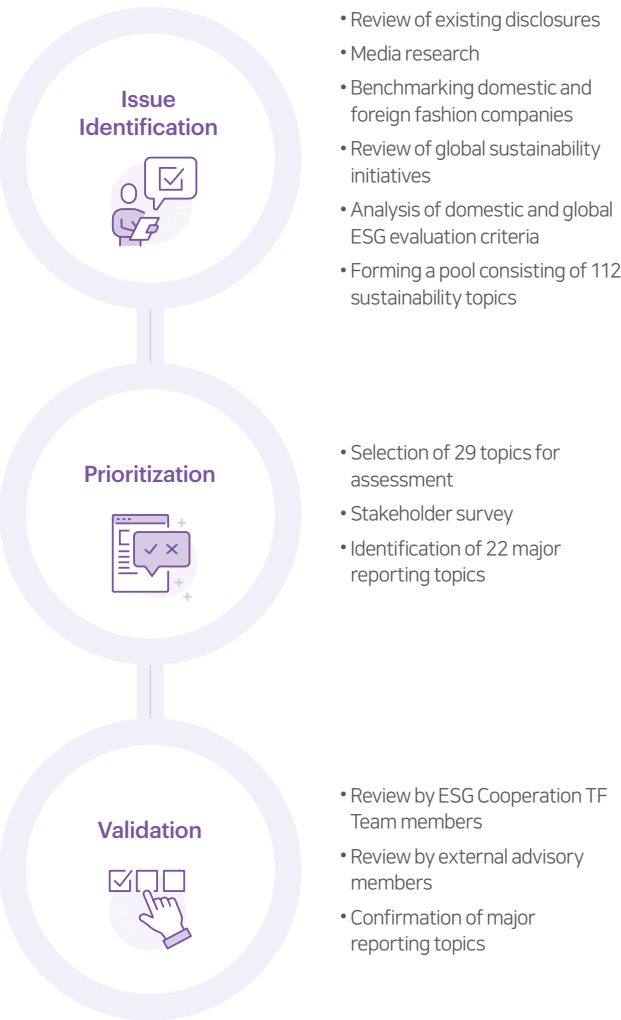 Issue
Identification
• Review of existing disclosures
• Media research
• Benchmarking domestic and
foreign fashion companies
• Review of global sustainability
initiatives
• Analysis of domestic and global
ESG evaluation criteria
• Forming a pool consisting of 112
sustainability topics
Prioritization
• Selection of 29 topics for
assessment
• Stakeholder survey
• Identification of 22 major
reporting topics
Validation
• Review by ESG Cooperation TF
Team members
• Review by external advisory
members
• Confirmation of major
reporting topics